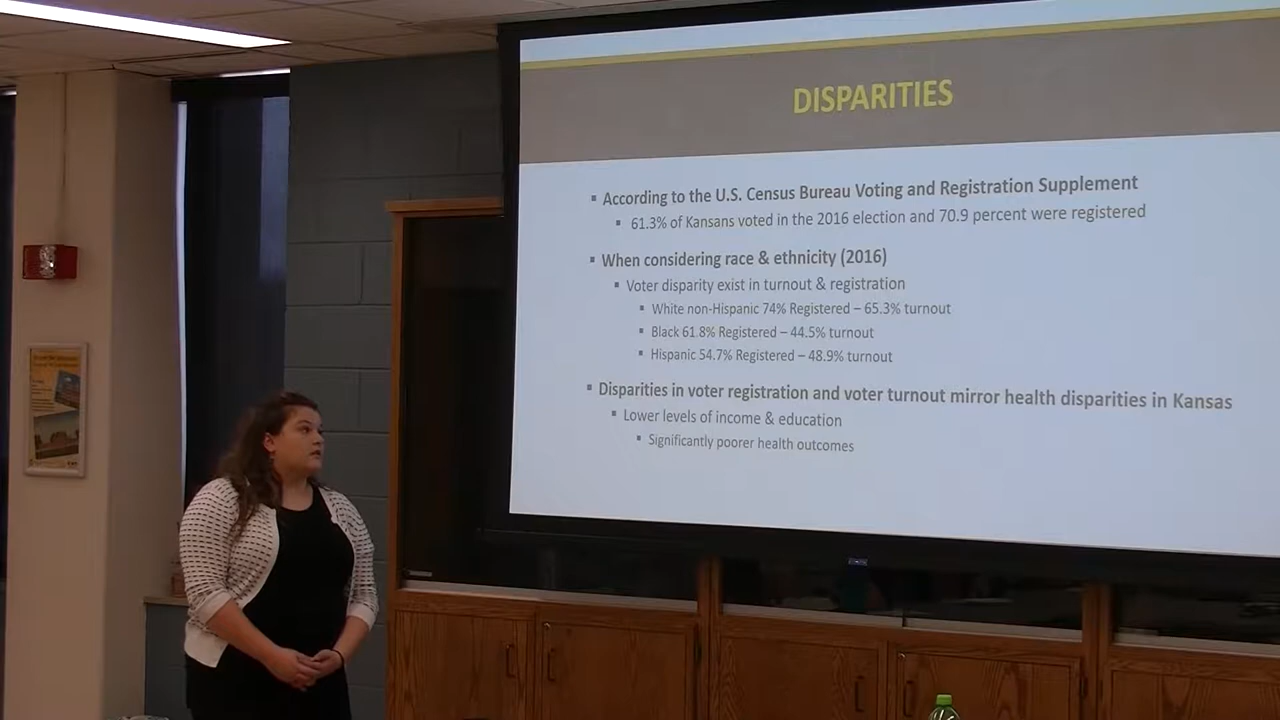 DISPARITIES
▪ According to the U.S. Census Bureau Voting and Registration Supplement
▪ 61.3% of Kansans voted in the 2016 election and 70.9 percent were registered
▪ When considering race & ethnicity (2016)
▪ Voter disparity exist in turnout & registration
▪ White non-Hispanic 74% Registered – 65.3% turnout
▪ Black 61.8% Registered – 44.5% turnout
▪ Hispanic 54.7% Registered – 48.9% turnout
▪ Disparities in voter registration and voter turnout mirror health disparities in Kansas
▪ Lower levels of income & education
▪ Significantly poorer health outcomes